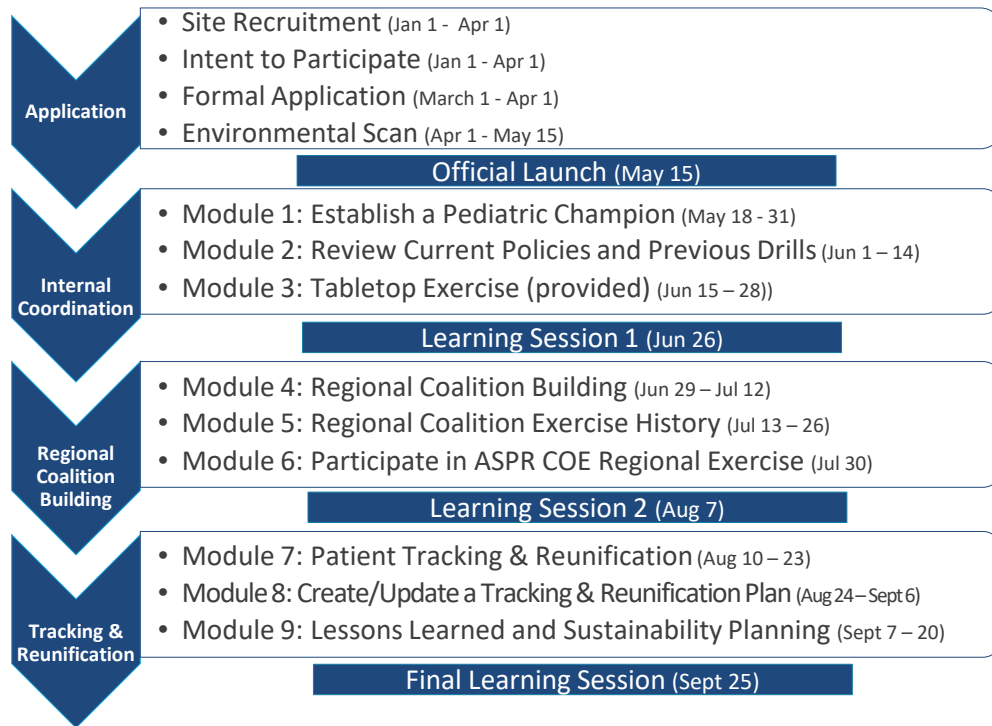 Application
• Site Recruitment (Jan 1 - Apr 1)
• Intent to Participate (Jan 1 - Apr 1)
• Formal Application (March 1 - Apr 1)
• Environmental Scan (Apr 1 - May 15)
Official Launch (May 15)
Internal
Coordination
• Module 1: Establish a Pediatric Champion (May 18 - 31)
• Module 2: Review Current Policies and Previous Drills (Jun 1 – 14)
• Module 3: Tabletop Exercise (provided) (Jun 15 – 28))
Learning Session 1 (Jun 26)
Regional
Coalition
Building
• Module 4: Regional Coalition Building (Jun 29 – Jul 12)
• Module 5: Regional Coalition Exercise History (Jul 13 – 26)
• Module 6: Participate in ASPR COE Regional Exercise (Jul 30)
Learning Session 2 (Aug 7)
Tracking &
Reunification
• Module 7: Patient Tracking & Reunification (Aug 10 – 23)
• Module 8: Create/Update a Tracking & Reunification Plan (Aug 24 – Sept 6)
• Module 9: Lessons Learned and Sustainability Planning (Sept 7 – 20)
Final Learning Session (Sept 25)